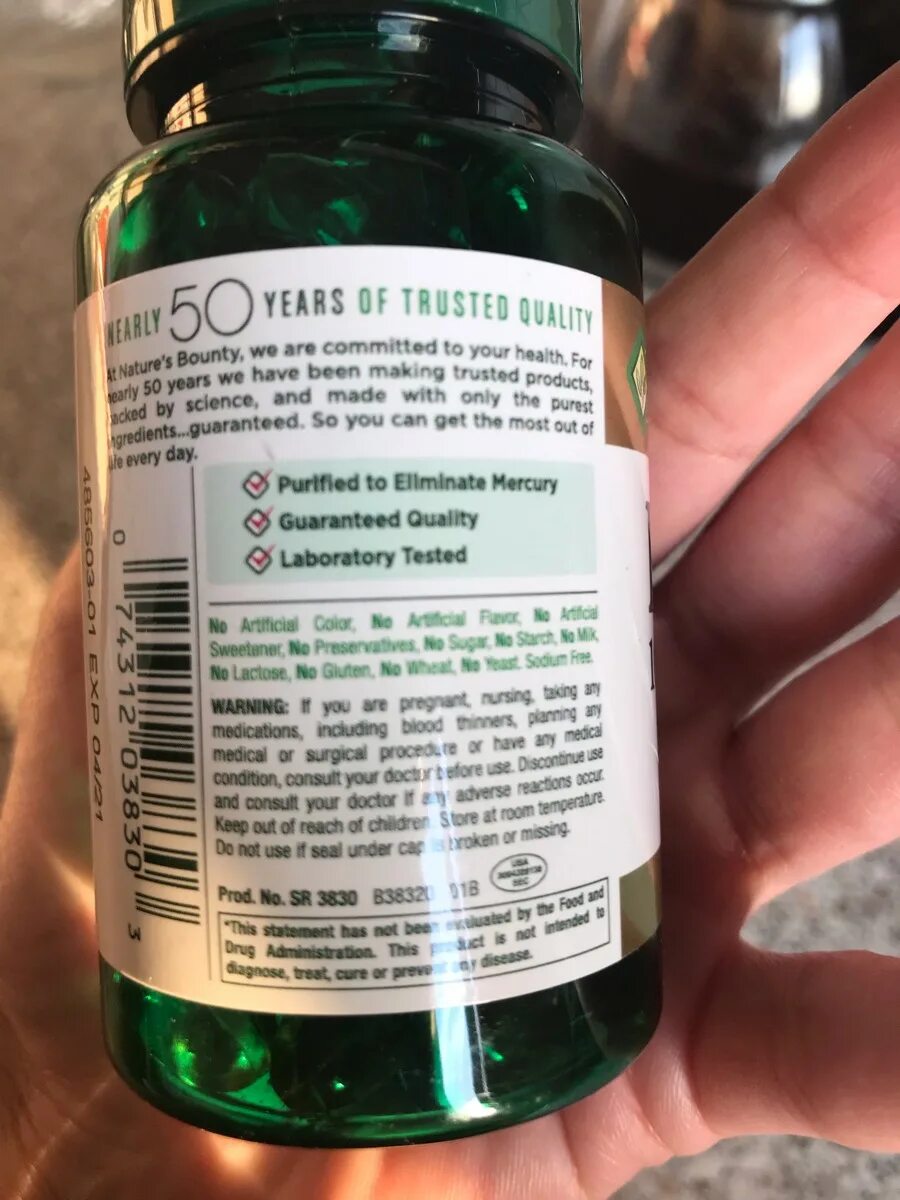 NEARLY 50 YEARS OF TRUSTED QUALITY
At Nature's Bounty, we are committed to your health. For
nearly 50 years we have been making trusted products,
backed by science, and made with only the purest
ingredients...guaranteed. So you can get the most out of
life every day.
Purified to Eliminate Mercury
Guaranteed Quality
Laboratory Tested
No Artificial Color, No Artificial Flavor, No Artificial
Sweetener, No Preservatives, No Sugar, No Starch, No Milk,
No Lactose, No Gluten, No Wheat, No Yeast. Sodium Free.
WARNING: If you are pregnant, nursing, taking any
medications, including blood thinners, planning any
medical or surgical procedure or have any medical
condition, consult your doctor before use. Discontinue use
and consult your doctor if any adverse reactions occur.
Keep out of reach of children. Store at room temperature.
Do not use if seal under cap is broken or missing.
Prod. No. SR 3830 B38320 01B
USA
SEC
*This statement has not been evaluated by the Food and
Drug Administration. This product is not intended to
diagnose, treat, cure or prevent any disease.
0 74312 03830 3
485603-01 EXP 04/21